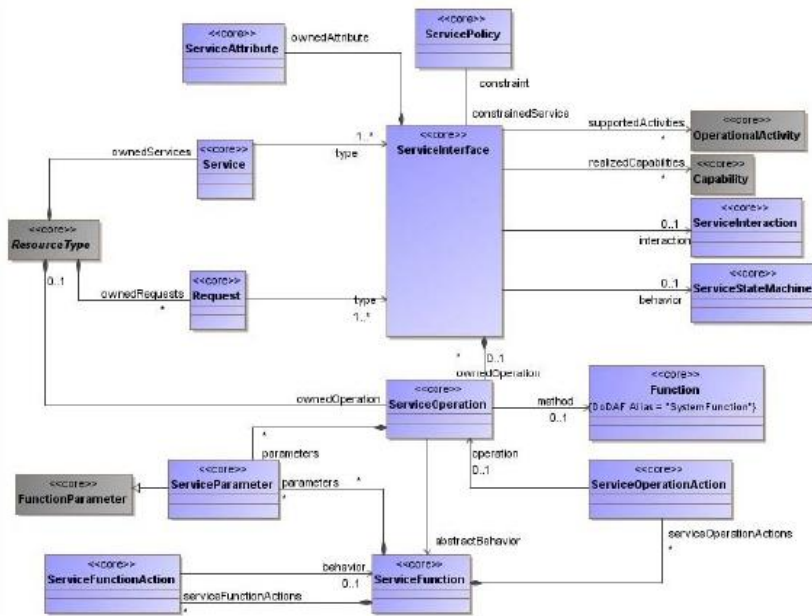 <<core>>
ServiceAttribute
ownedAttribute
<<core>>
ServicePolicy
constraint
constrainedService
supportedActivities
*
<<core>>
OperationalActivity
ownedServices
<<core>>
Service
1..*
type
<<core>>
ServiceInterface
realizedCapabilities
*
<<core>>
Capability
<<core>>
ResourceType
0..1
interaction
<<core>>
ServiceInteraction
0..1
ownedRequests
*
<<core>>
Request
type
1..*
0..1
behavior
<<core>>
ServiceStateMachine
*
0..1
ownedOperation
ownedOperation
<<core>>
ServiceOperation
method
0..1
<<core>>
Function
{DoDAF Alias = "SystemFunction"}
*
parameters
operation
0..1
<<core>>
FunctionParameter
<<core>>
ServiceParameter
parameters
*
*
<<core>>
ServiceOperationAction
abstractBehavior
serviceOperationActions
*
<<core>>
ServiceFunctionAction
behavior
0..1
serviceFunctionActions
*
<<core>>
ServiceFunction